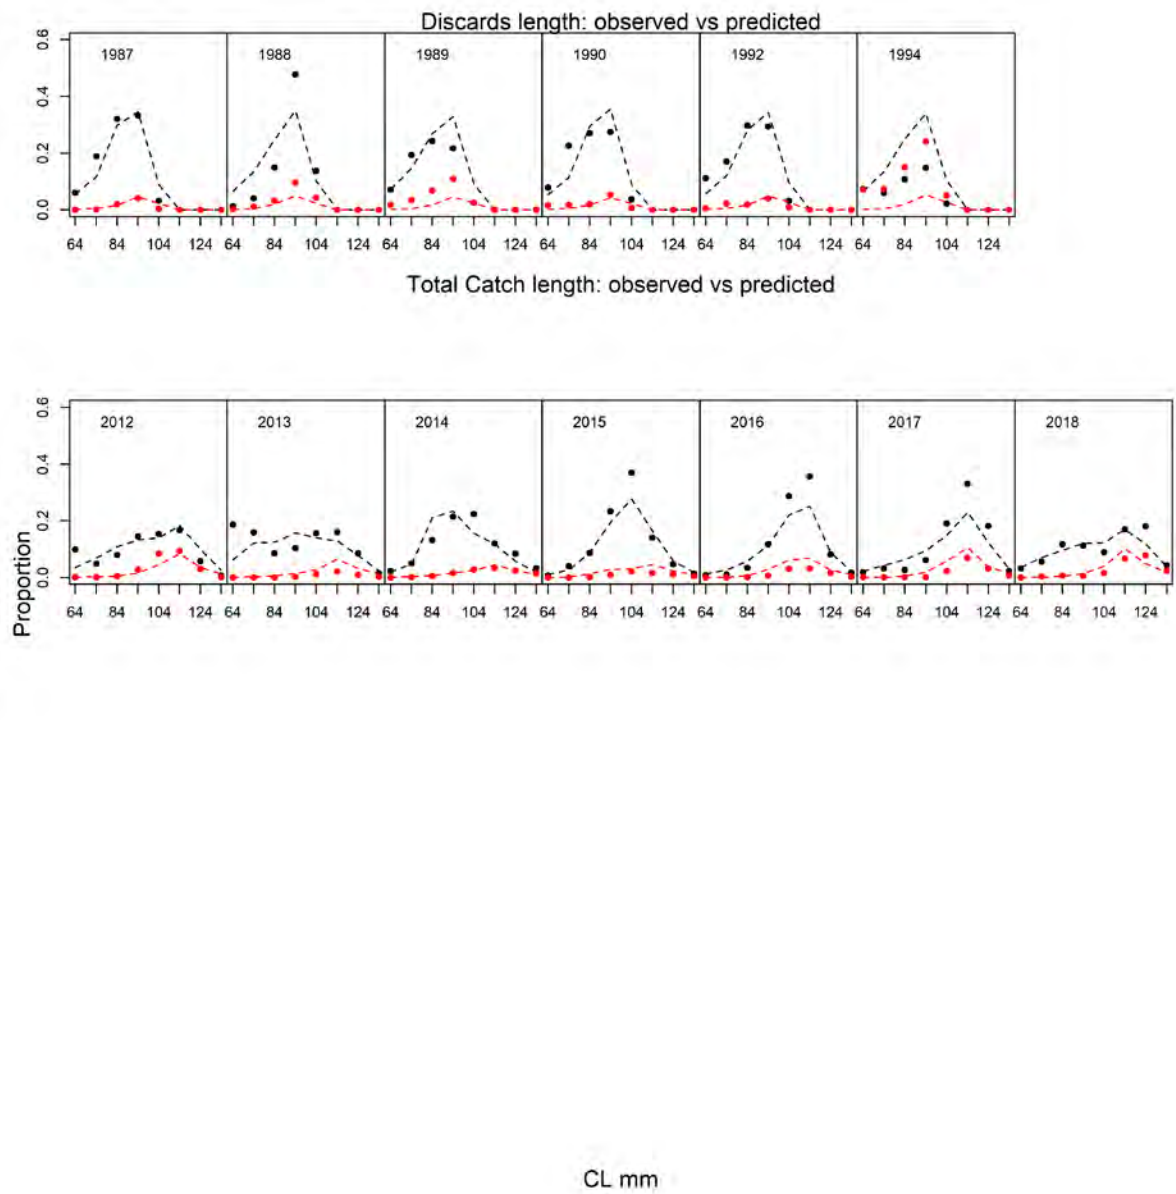 Discards length: observed vs predicted
1987 1988 1989 1990 1992 1994
0.6
0.4
0.2
0.0
64 84 104 124 64 84 104 124 64 84 104 124 64 84 104 124 64 84 104 124 64 84 104 124
Total Catch length: observed vs predicted
2012 2013 2014 2015 2016 2017 2018
0.6
0.4
0.2
0.0
64 84 104 124 64 84 104 124 64 84 104 124 64 84 104 124 64 84 104 124 64 84 104 124 64 84 104 124
Proportion
CL mm